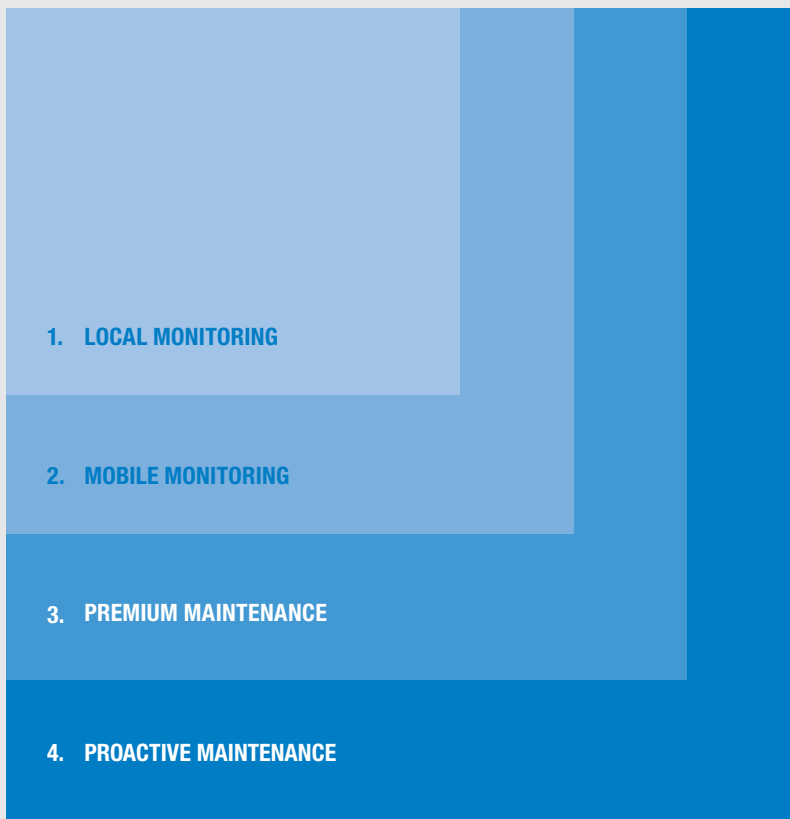 1. LOCAL MONITORING
2. MOBILE MONITORING
3. PREMIUM MAINTENANCE
4. PROACTIVE MAINTENANCE